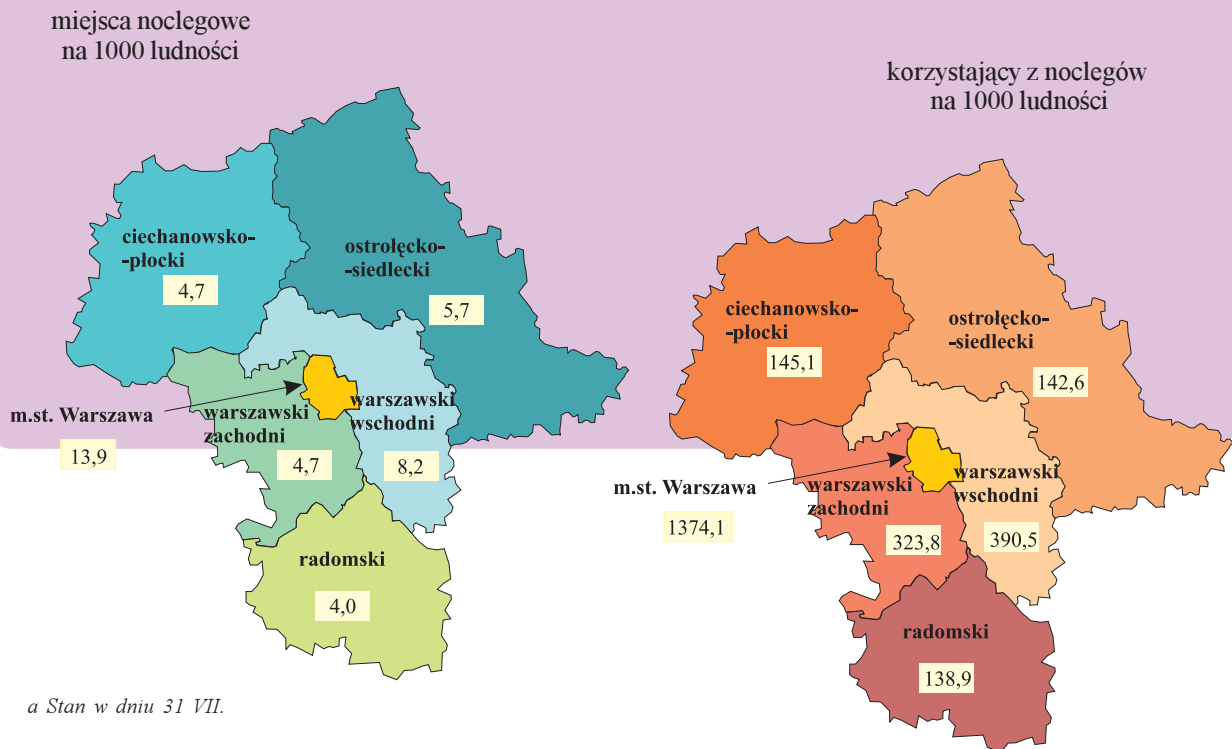 miejsca noclegowe
na 1000 ludności
ciechanowsko-
-płocki
4,7
ostrołęcko-
-siedlecki
5,7
m.st. Warszawa
13,9
warszawski
zachodni
4,7
warszawski
wschodni
8,2
radomski
4,0
korzystający z noclegów
na 1000 ludności
ciechanowsko-
-płocki
145,1
ostrołęcko-
-siedlecki
142,6
m.st. Warszawa
1374,1
warszawski
zachodni
323,8
warszawski
wschodni
390,5
radomski
138,9
a Stan w dniu 31 VII.